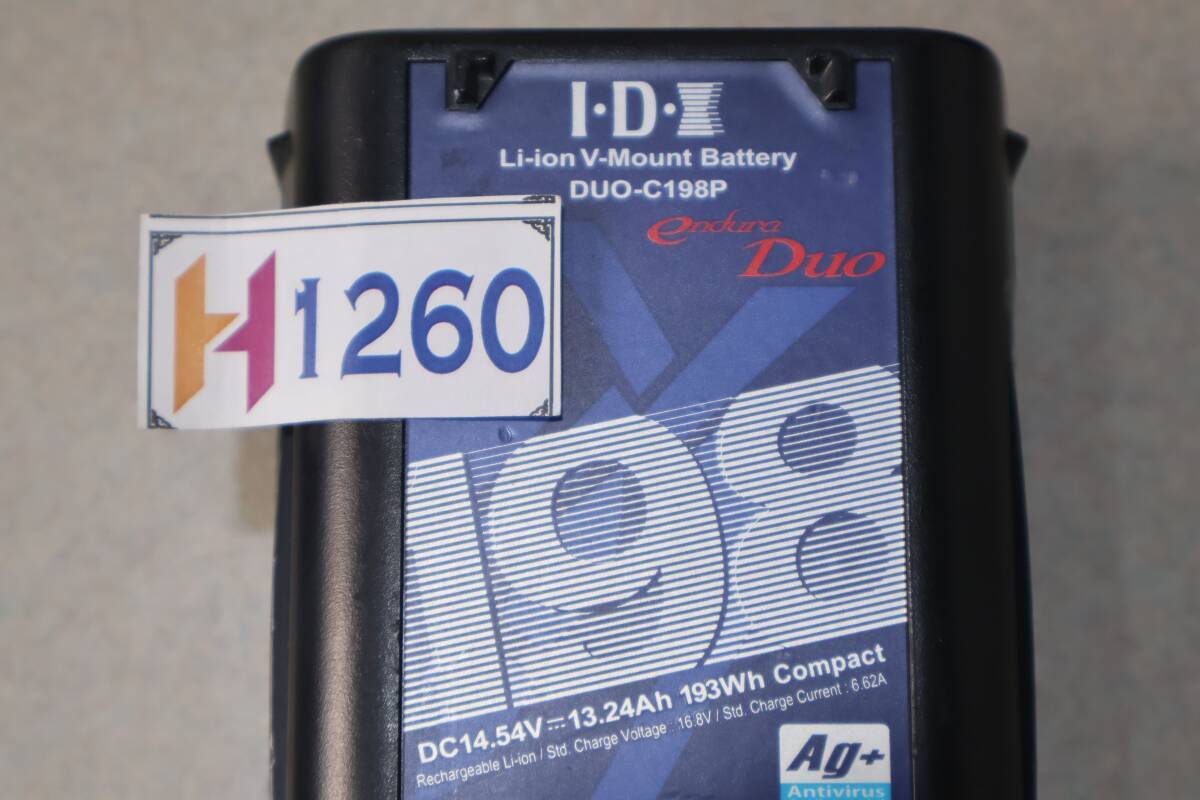 I·D·X
Li-ion V-Mount Battery
DUO-C198P
endura
Duo
H1260
198
DC14.54V⎓13.24Ah 193Wh Compact
Rechargeable Li-ion / Std. Charge Voltage : 16.8V / Std. Charge Current : 6.62A
Ag+
Antivirus